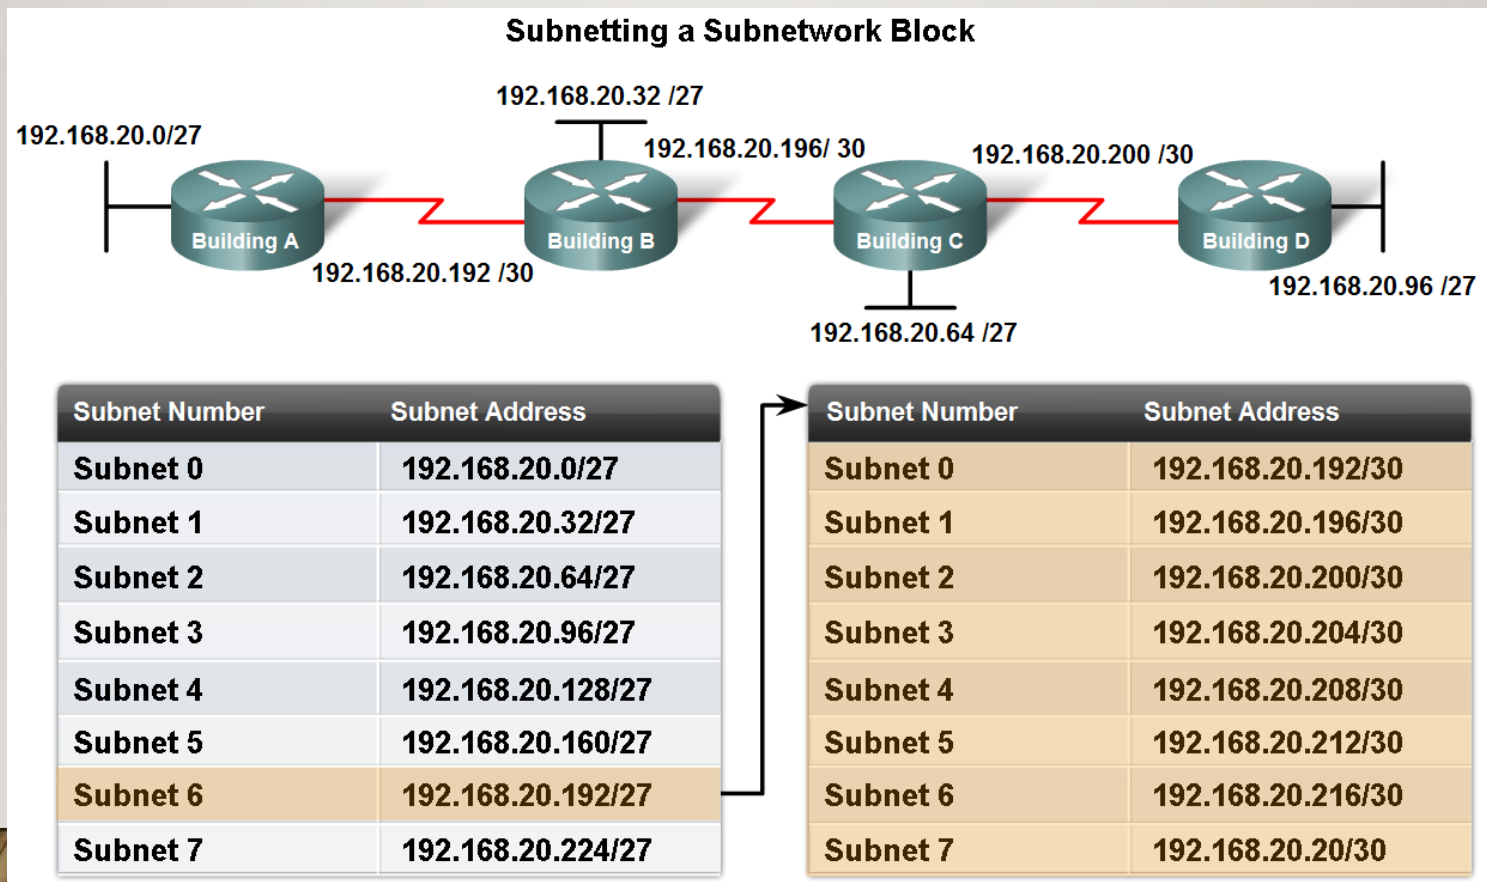 Subnetting a Subnetwork Block
192.168.20.32 /27
192.168.20.0/27
192.168.20.196/ 30
192.168.20.200 /30
Building A
Building B
Building C
Building D
192.168.20.192 /30
192.168.20.96 /27
192.168.20.64 /27
Subnet Number Subnet Address
Subnet 0 192.168.20.0/27
Subnet 1 192.168.20.32/27
Subnet 2 192.168.20.64/27
Subnet 3 192.168.20.96/27
Subnet 4 192.168.20.128/27
Subnet 5 192.168.20.160/27
Subnet 6 192.168.20.192/27
Subnet 7 192.168.20.224/27
Subnet Number Subnet Address
Subnet 0 192.168.20.192/30
Subnet 1 192.168.20.196/30
Subnet 2 192.168.20.200/30
Subnet 3 192.168.20.204/30
Subnet 4 192.168.20.208/30
Subnet 5 192.168.20.212/30
Subnet 6 192.168.20.216/30
Subnet 7 192.168.20.20/30